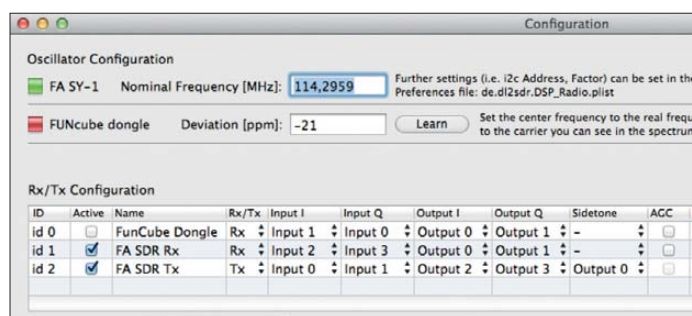 Configuration
Oscillator Configuration
FA SY-1 Nominal Frequency [MHz]: 114,2959 Further settings (i.e. i2c Address, Factor) can be set in the
Preferences file: de.dl2sdr.DSP_Radio.plist
FUNcube dongle Deviation [ppm]: -21 Learn Set the center frequency to the real frequ
to the carrier you can see in the spectrun
Rx/Tx Configuration
ID Active Name Rx/Tx Input I Input Q Output I Output Q Sidetone AGC
id 0 FunCube Dongle Rx Input 1 Input 0 Output 0 Output 1 -
id 1 FA SDR Rx Rx Input 2 Input 3 Output 0 Output 1 -
id 2 FA SDR Tx Tx Input 0 Input 1 Output 2 Output 3 Output 0